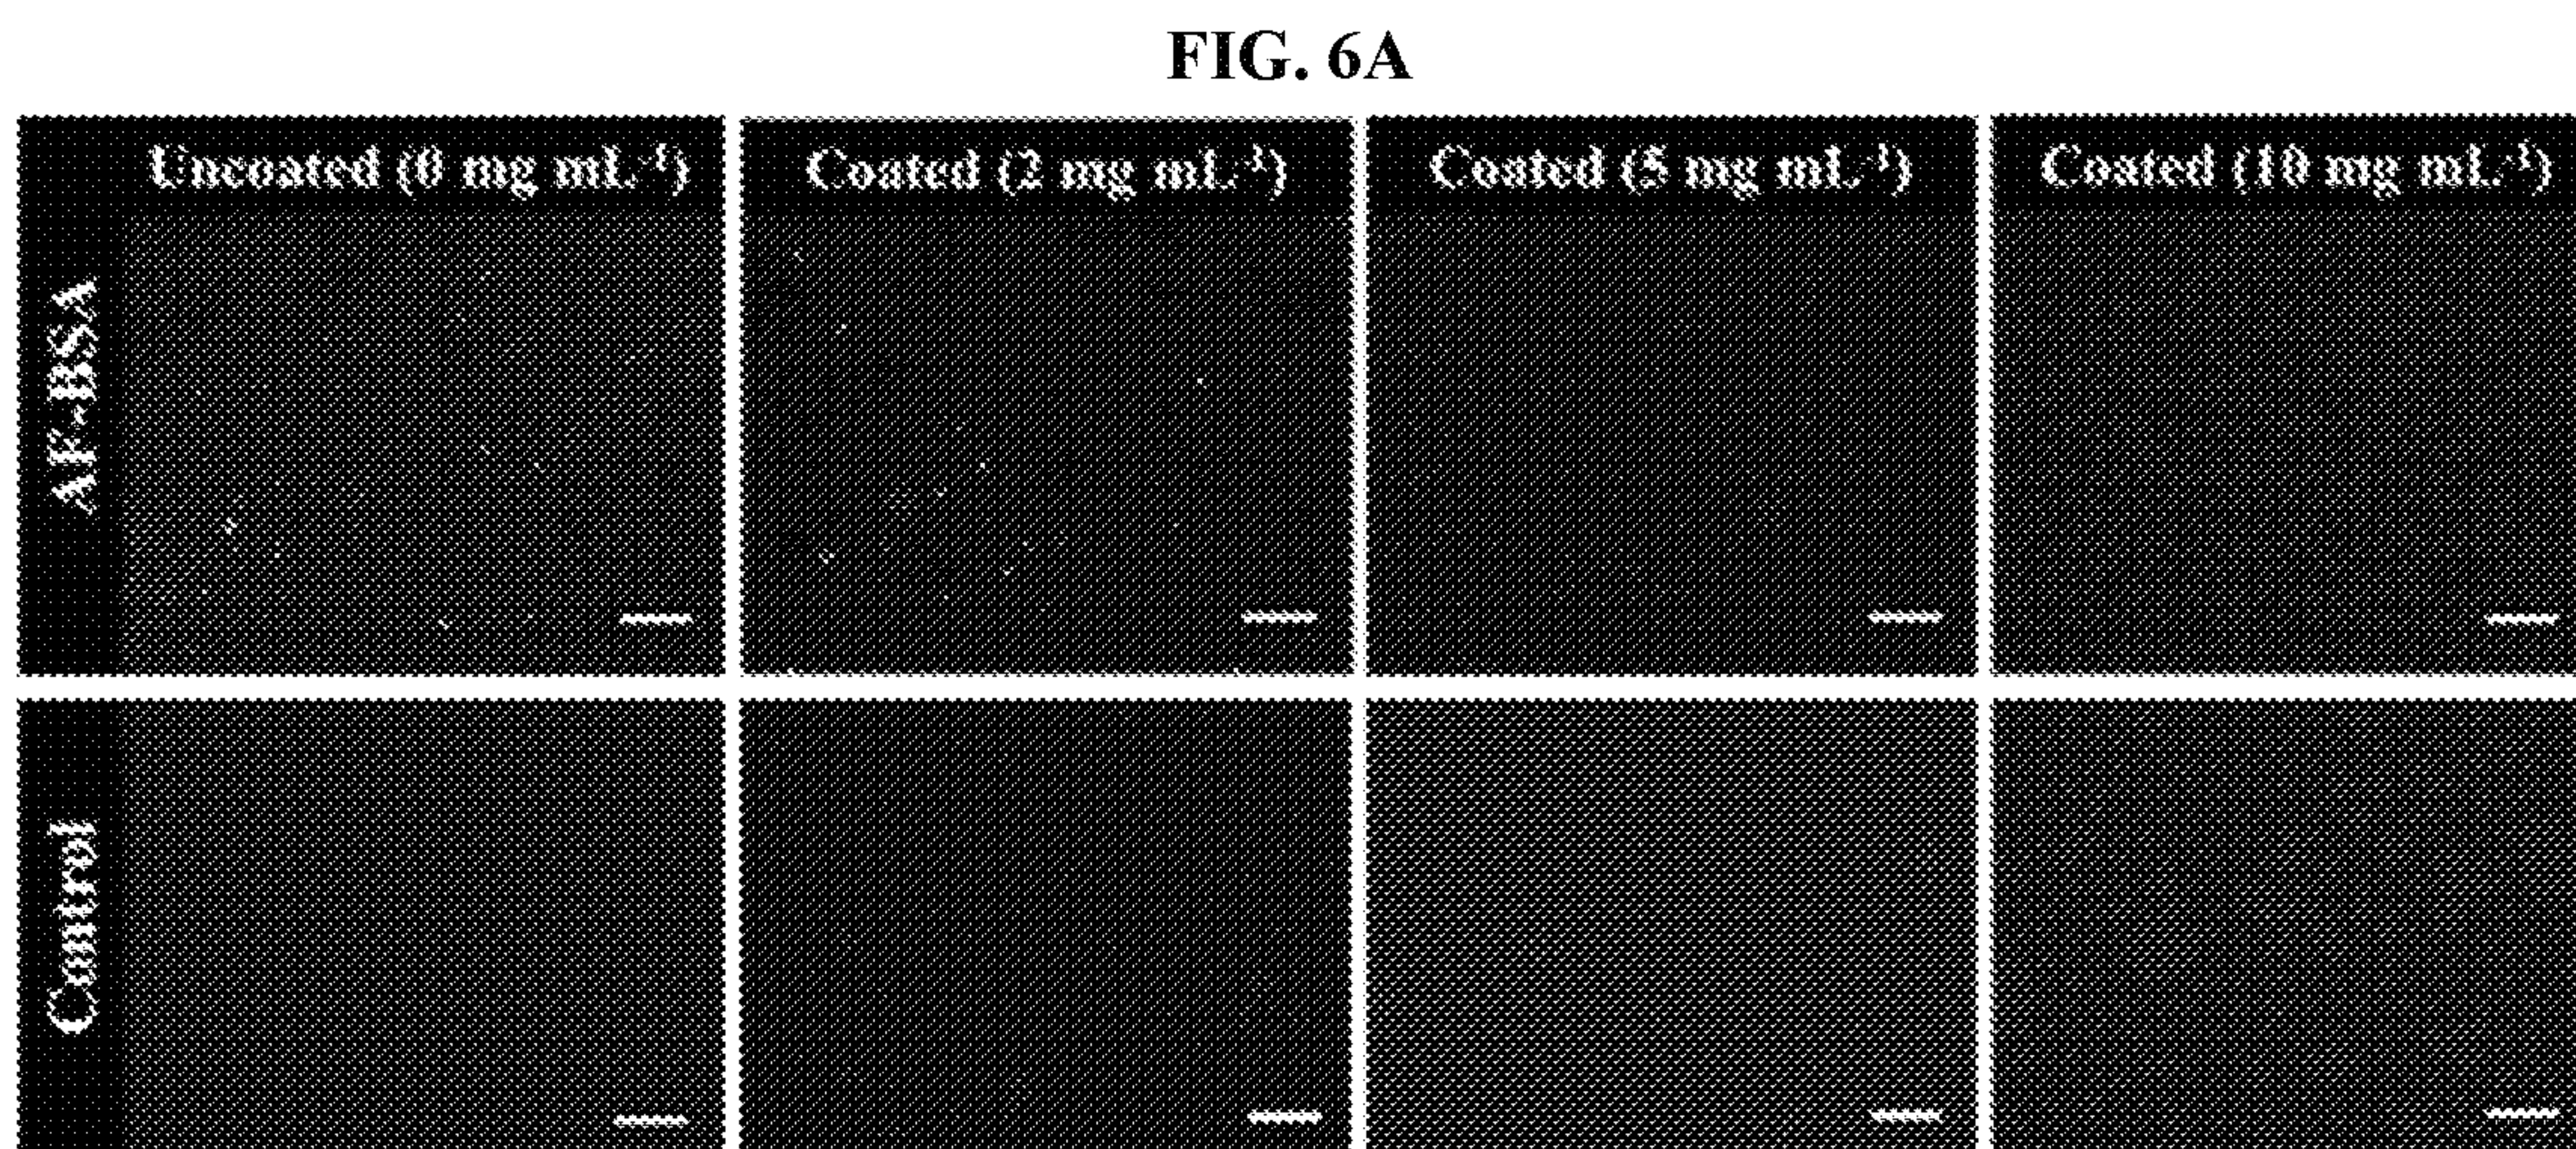 FIG. 6A
Uncoated (0 mg mL⁻¹)
Coated (2 mg mL⁻¹)
Coated (5 mg mL⁻¹)
Coated (10 mg mL⁻¹)
AF-BSA
Control